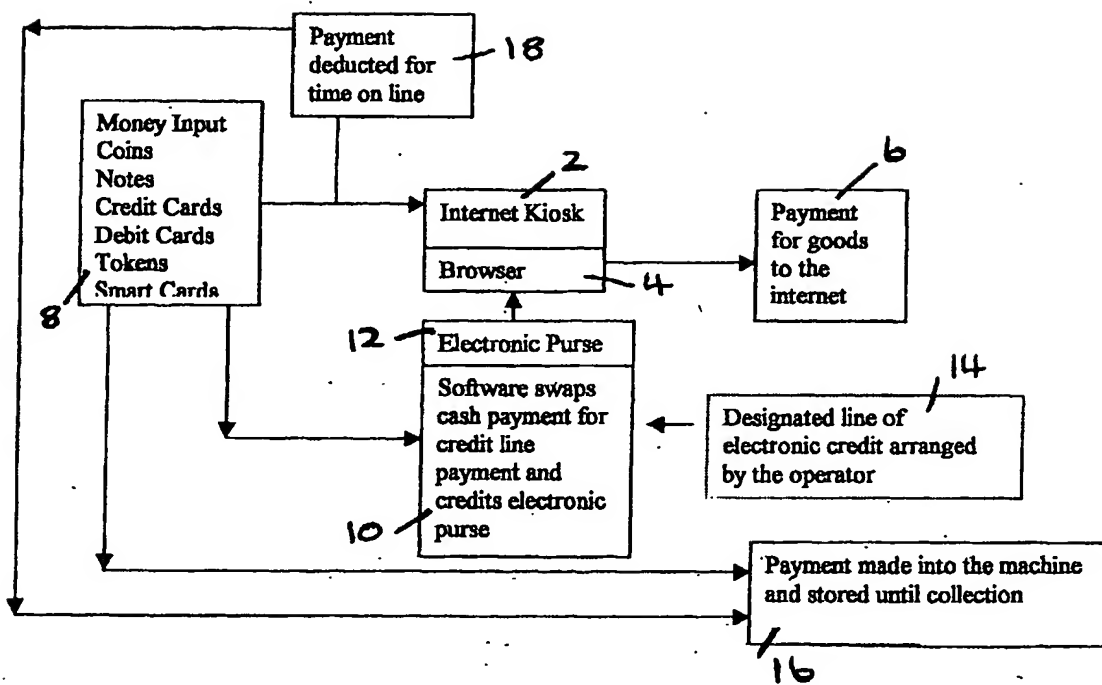 Payment
deducted for
time on line
18
Money Input
Coins
Notes
Credit Cards
Debit Cards
Tokens
Smart Cards
8
2
Internet Kiosk
Browser
4
6
Payment
for goods
to the
internet
12
Electronic Purse
Software swaps
cash payment for
credit line
payment and
credits electronic
purse
10
14
Designated line of
electronic credit arranged
by the operator
Payment made into the machine
and stored until collection
16